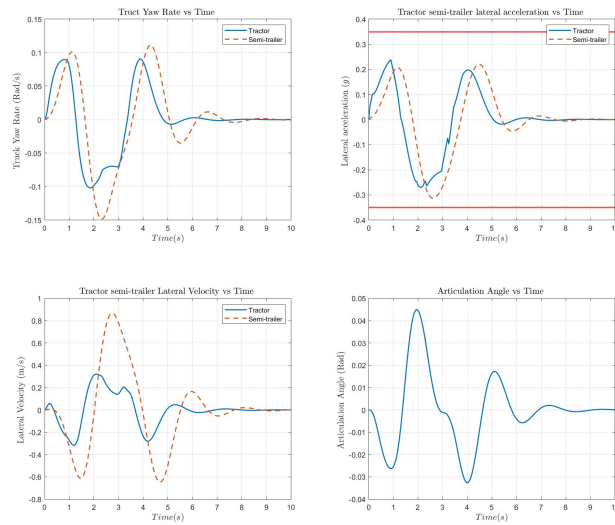 Truct Yaw Rate vs Time
Tractor
Semi-trailer
Truck Yaw Rate (Rad/s)
0.15
0.1
0.05
0
-0.05
-0.1
-0.15
0 1 2 3 4 5 6 7 8 9 10
Time(s)
Tractor semi-trailer lateral acceleration vs Time
Tractor
Semi-trailer
Lateral acceleration (g)
0.4
0.3
0.2
0.1
0
-0.1
-0.2
-0.3
-0.4
0 1 2 3 4 5 6 7 8 9 10
Time(s)
Tractor semi-trailer Lateral Velocity vs Time
Tractor
Semi-trailer
Lateral Velocity (m/s)
1
0.8
0.6
0.4
0.2
0
-0.2
-0.4
-0.6
-0.8
0 1 2 3 4 5 6 7 8 9 10
Time(s)
Articulation Angle vs Time
Articulation Angle (Rad)
0.05
0.04
0.03
0.02
0.01
0
-0.01
-0.02
-0.03
-0.04
0 1 2 3 4 5 6 7 8 9 10
Time(s)